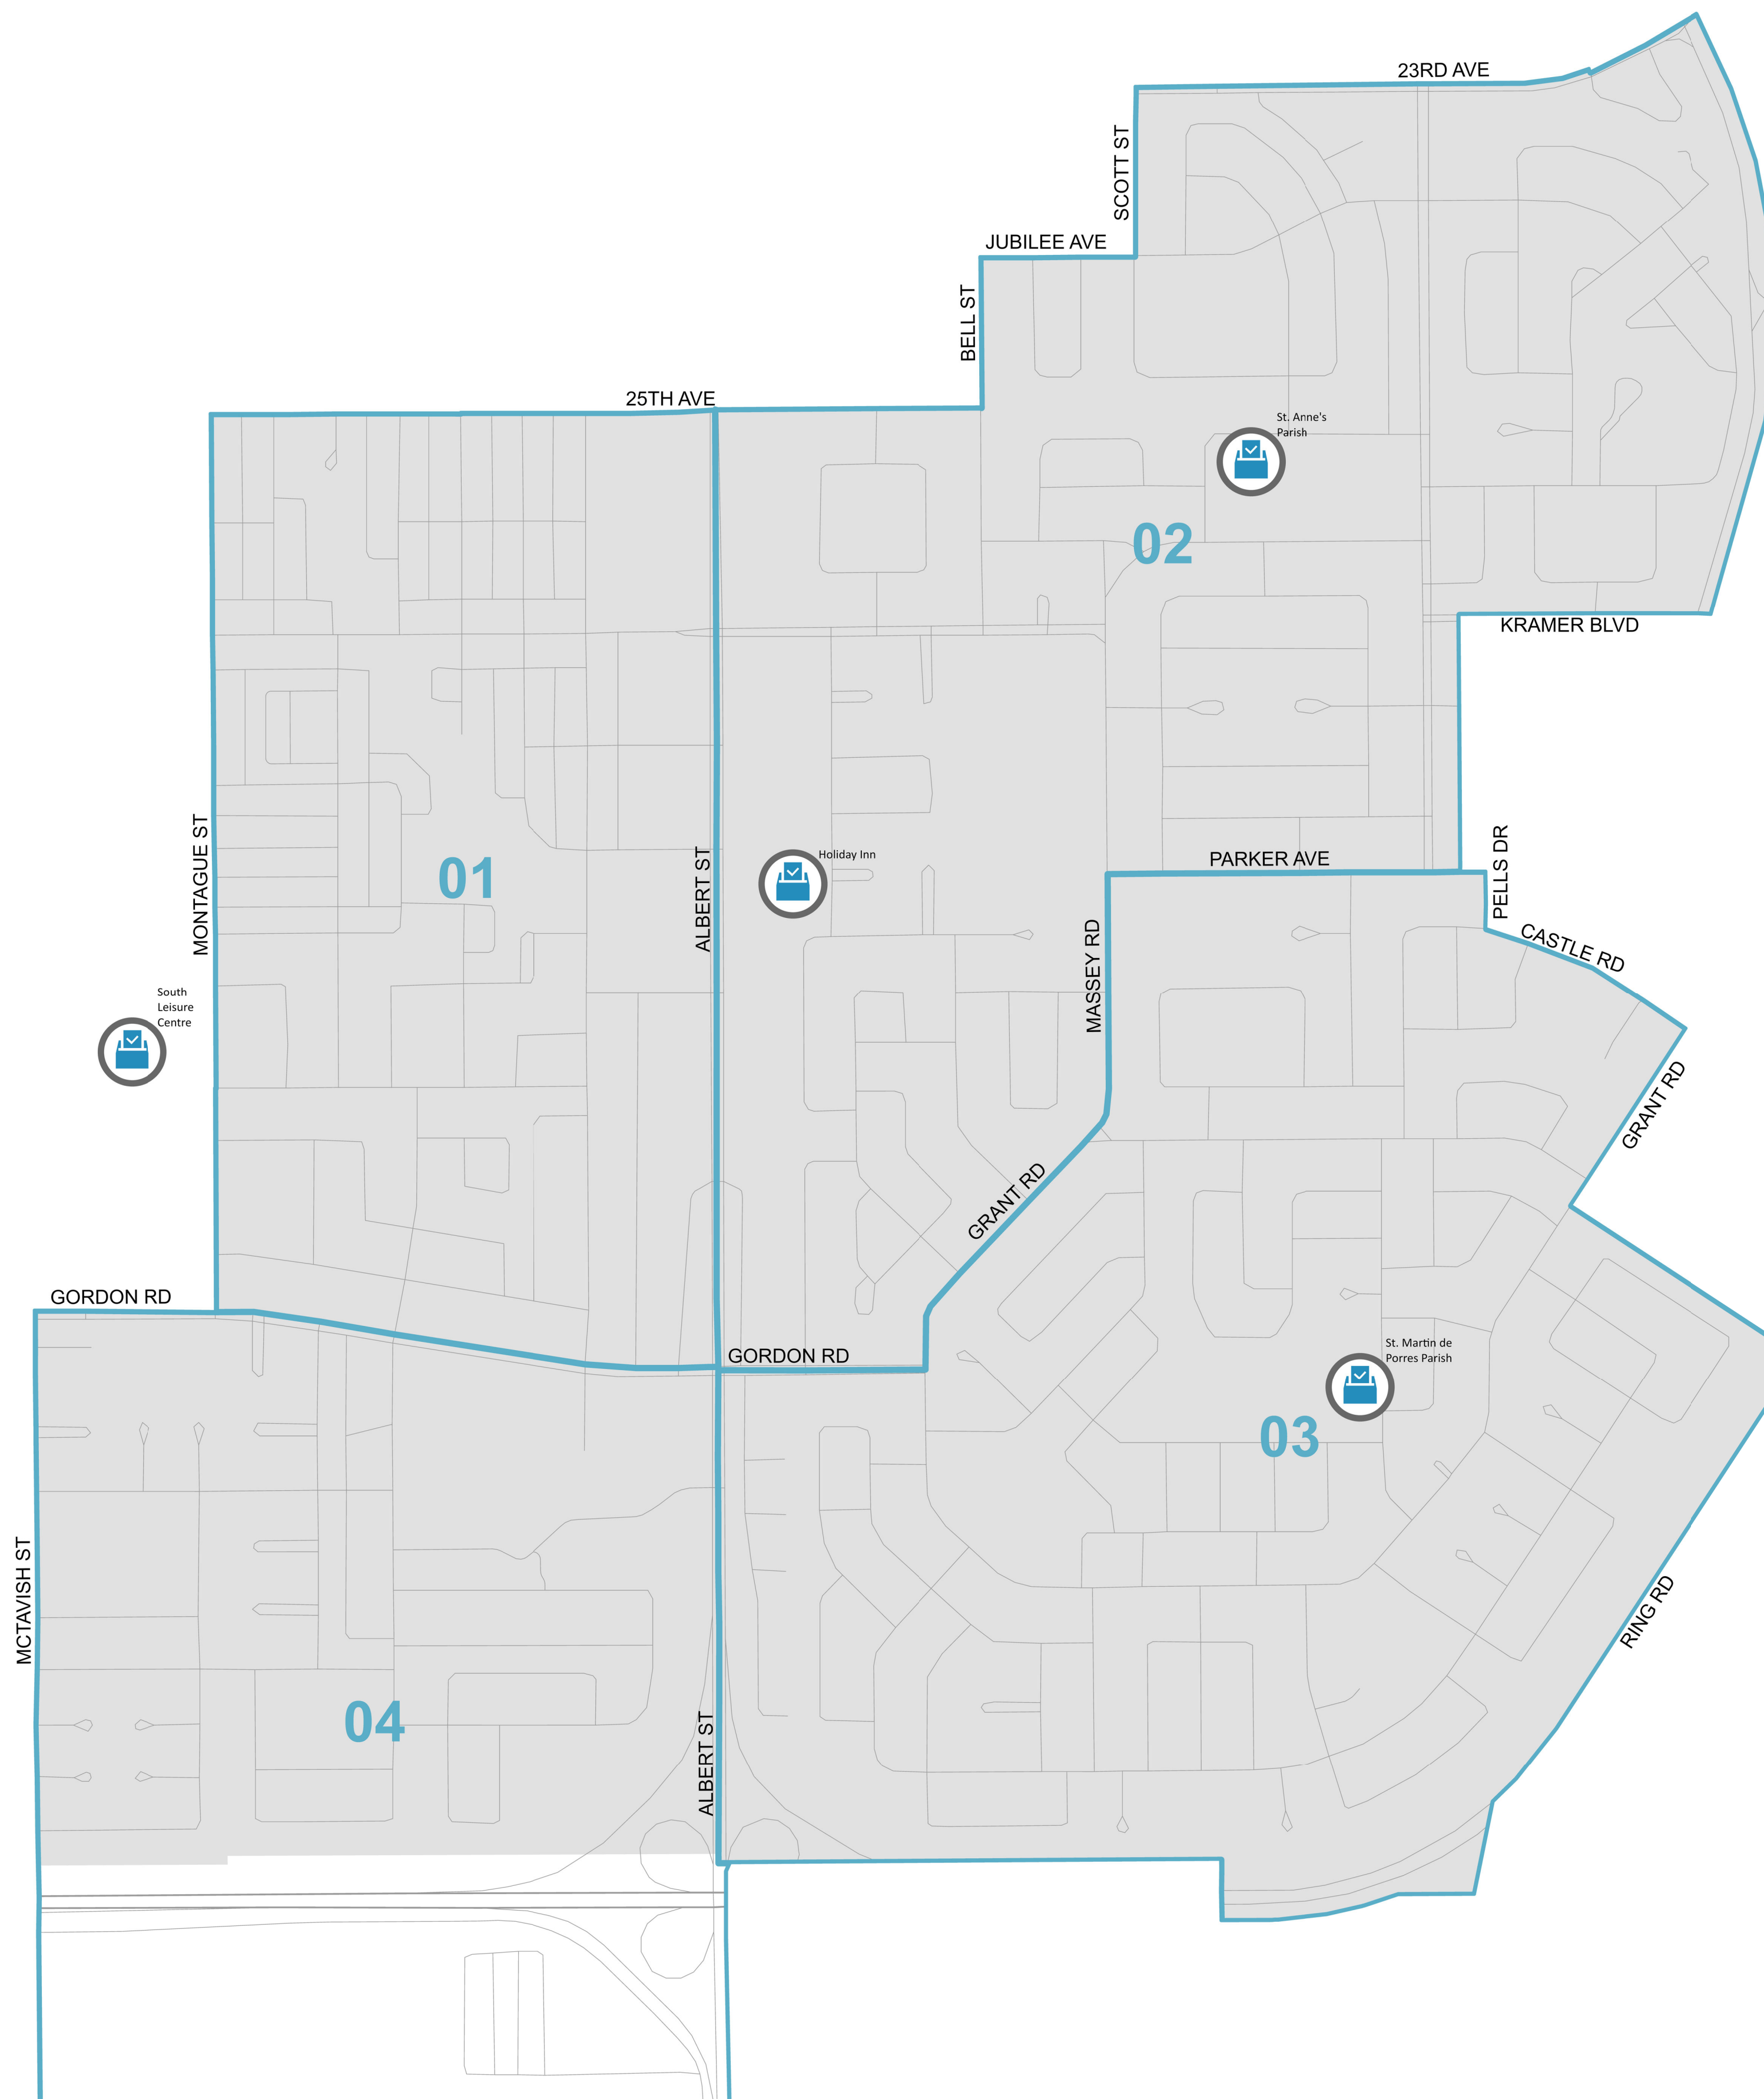 23RD AVE
SCOTT ST
JUBILEE AVE
BELL ST
25TH AVE
St. Anne's
Parish
02
KRAMER BLVD
MONTAGUE ST
01
ALBERT ST
Holiday Inn
PARKER AVE
PELLS DR
CASTLE RD
MASSEY RD
South
Leisure
Centre
GRANT RD
GRANT RD
GORDON RD
GORDON RD
St. Martin de
Porres Parish
03
MCTAVISH ST
RING RD
04
ALBERT ST